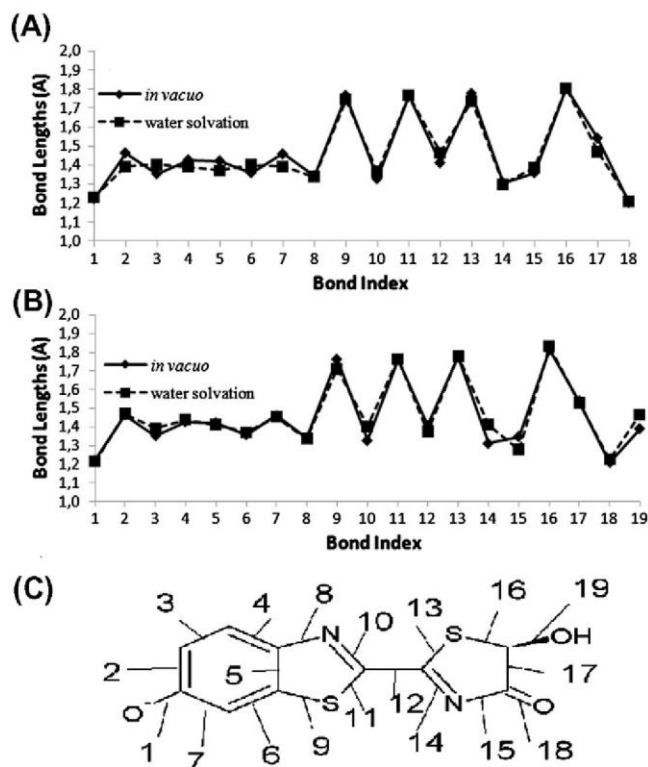 (A)
Bond Lengths (A)
2,0
1,9
1,8
1,7
1,6
1,5
1,4
1,3
1,2
1,1
1,0
in vacuo
water solvation
1 2 3 4 5 6 7 8 9 10 11 12 13 14 15 16 17 18
Bond Index
(B)
Bond Lengths (A)
2,0
1,9
1,8
1,7
1,6
1,5
1,4
1,3
1,2
1,1
1,0
in vacuo
water solvation
1 2 3 4 5 6 7 8 9 10 11 12 13 14 15 16 17 18 19
Bond Index
(C)
3 4 8 10 13 16 19
N S OH
2 5 17
O S N O
1 7 6 9 11 12 14 15 18